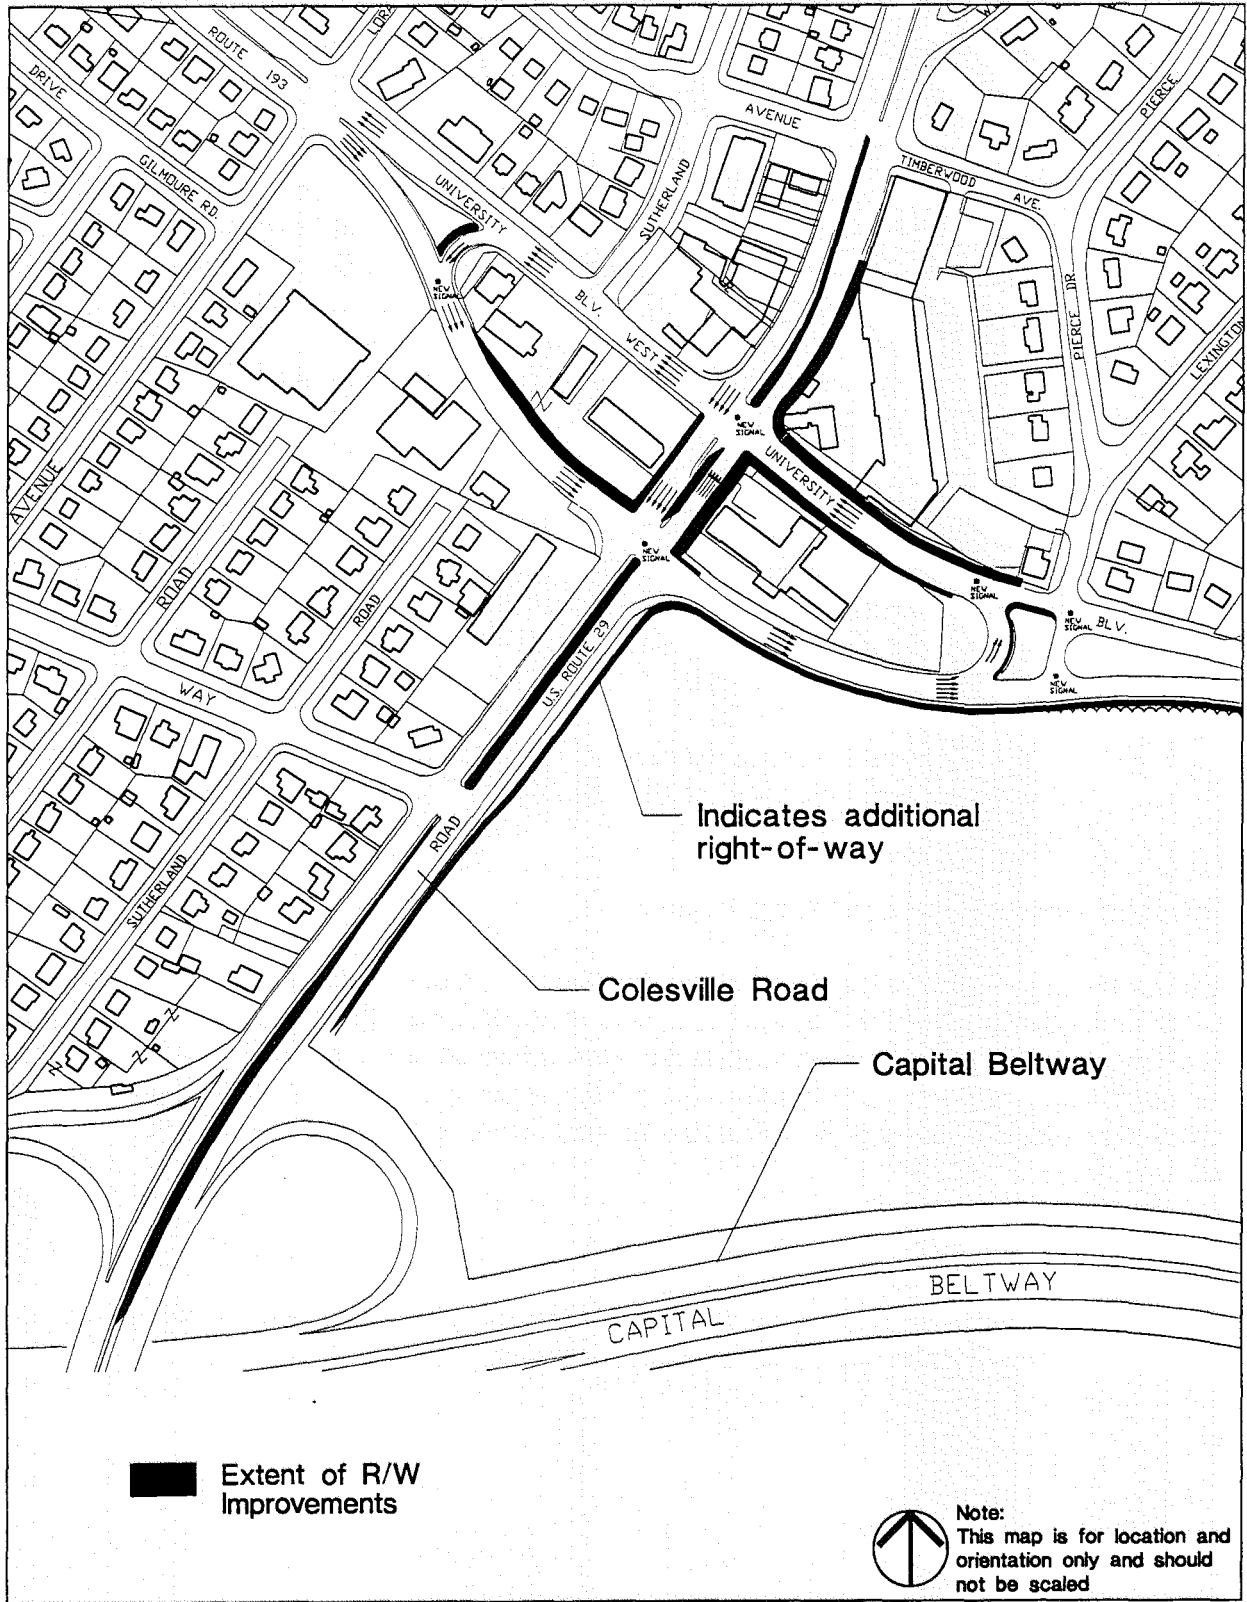 ROUTE 193
LORA
DRIVE
GILMOURE RD.
UNIVERSITY
BLV.
WEST
SUTHERLAND
AVENUE
TIMBERWOOD
AVE.
PIERCE
PIERCE DR
LEXINGTON
NEW
SIGNAL
NEW
SIGNAL
UNIVERSITY
NEW
SIGNAL
NEW
SIGNAL
NEW
SIGNAL
BLV.
NEW
SIGNAL
AVENUE
ROAD
ROAD
WAY
U.S. ROUTE 29
ROAD
SUTHERLAND
Indicates additional
right-of-way
Colesville Road
Capital Beltway
CAPITAL
BELTWAY
Extent of R/W
Improvements
Note:
This map is for location and
orientation only and should
not be scaled